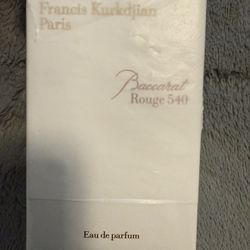 Francis Kurkdjian
Paris
Baccarat
Rouge 540
Eau de parfum